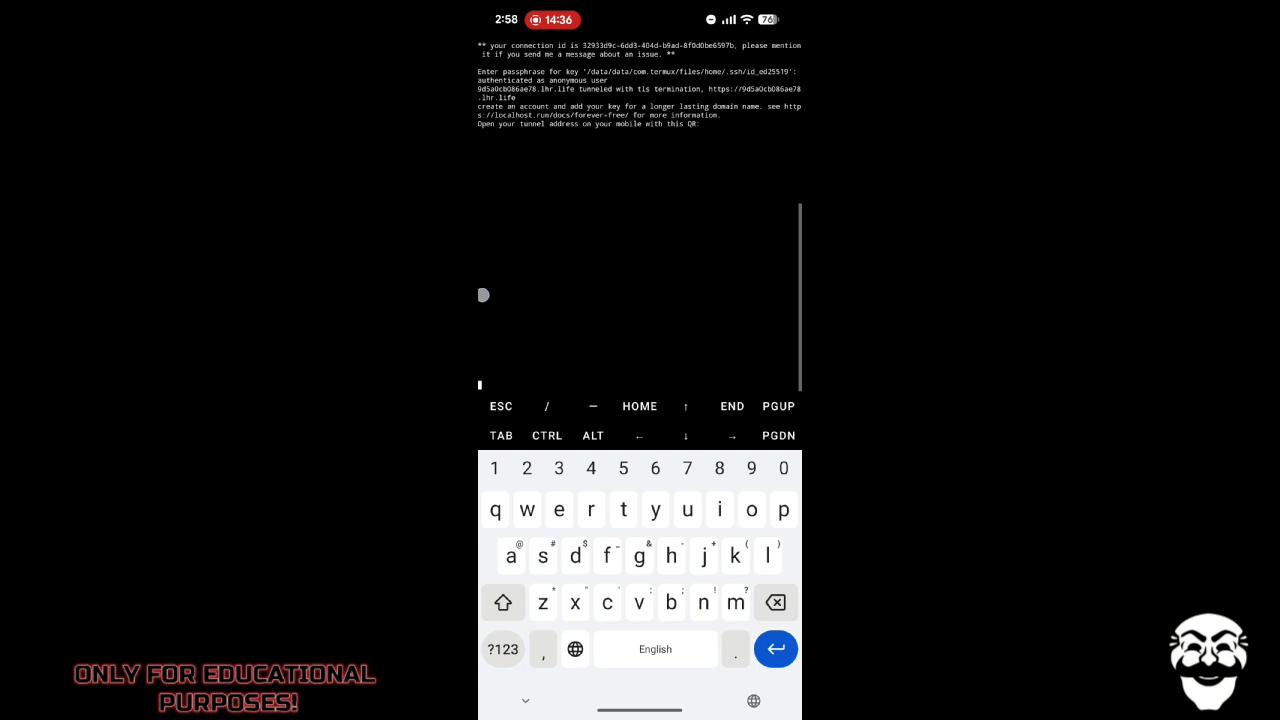 2:58 14:36 76
** your connection id is 32933d9c-6dd3-404d-b9ad-8f0d0be6597b, please mention
it if you send me a message about an issue. **
Enter passphrase for key '/data/data/com.termux/files/home/.ssh/id_ed25519':
authenticated as anonymous user
9d5a0cb086ae78.lhr.life tunneled with tls termination, https://9d5a0cb086ae78
.lhr.life
create an account and add your key for a longer lasting domain name. see http
s://localhost.run/docs/forever-free/ for more information.
Open your tunnel address on your mobile with this QR:
ESC / — HOME ↑ END PGUP
TAB CTRL ALT ← ↓ → PGDN
1 2 3 4 5 6 7 8 9 0
q w e r t y u i o p
@ # $ _ & - + ( )
a s d f g h j k l
* " ' : ; ! ?
z x c v b n m
?123 , English .
ONLY FOR EDUCATIONAL
PURPOSES!